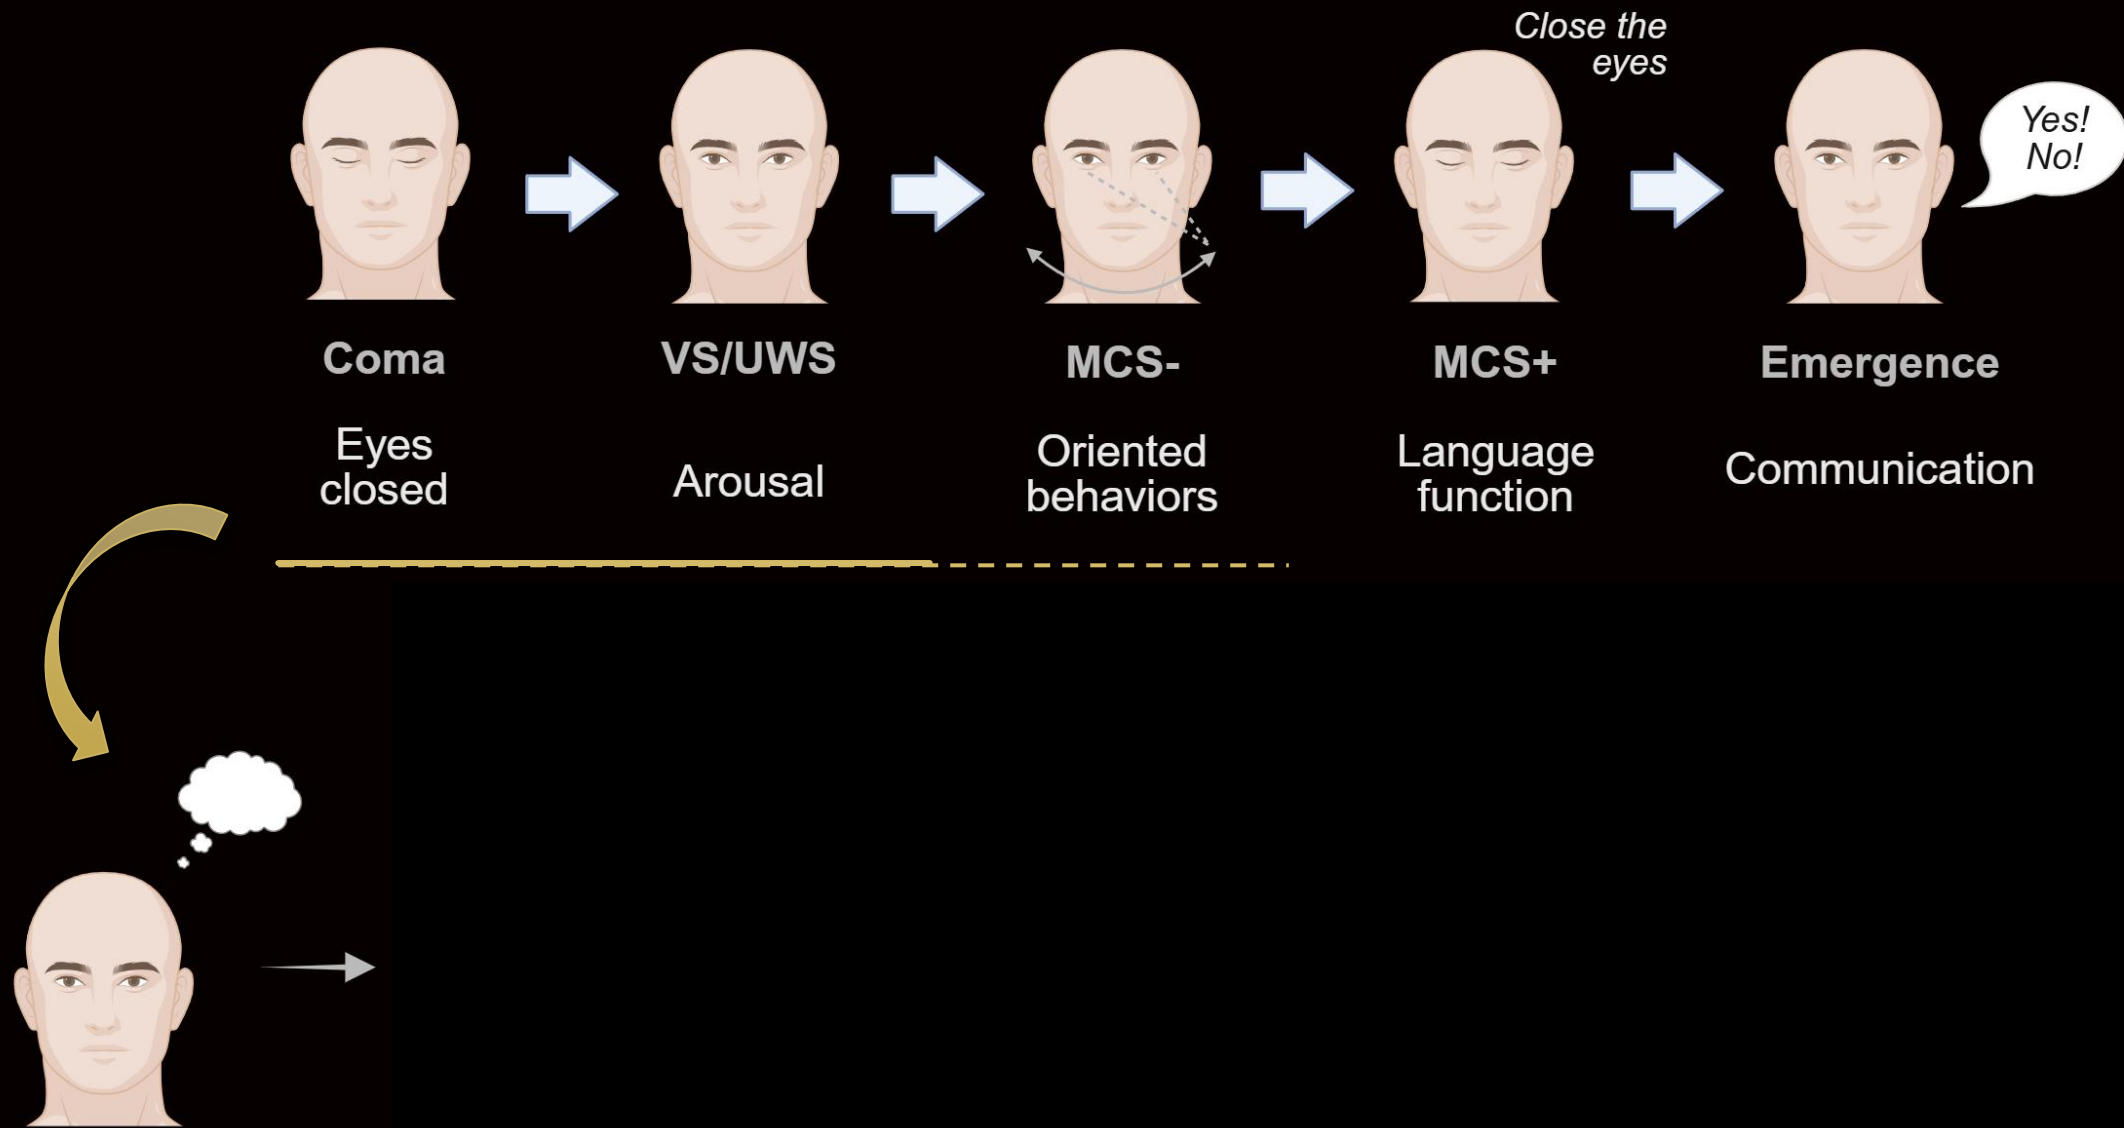 Close the
eyes
Yes!
No!
Coma
VS/UWS
MCS-
MCS+
Emergence
Eyes
closed
Arousal
Oriented
behaviors
Language
function
Communication